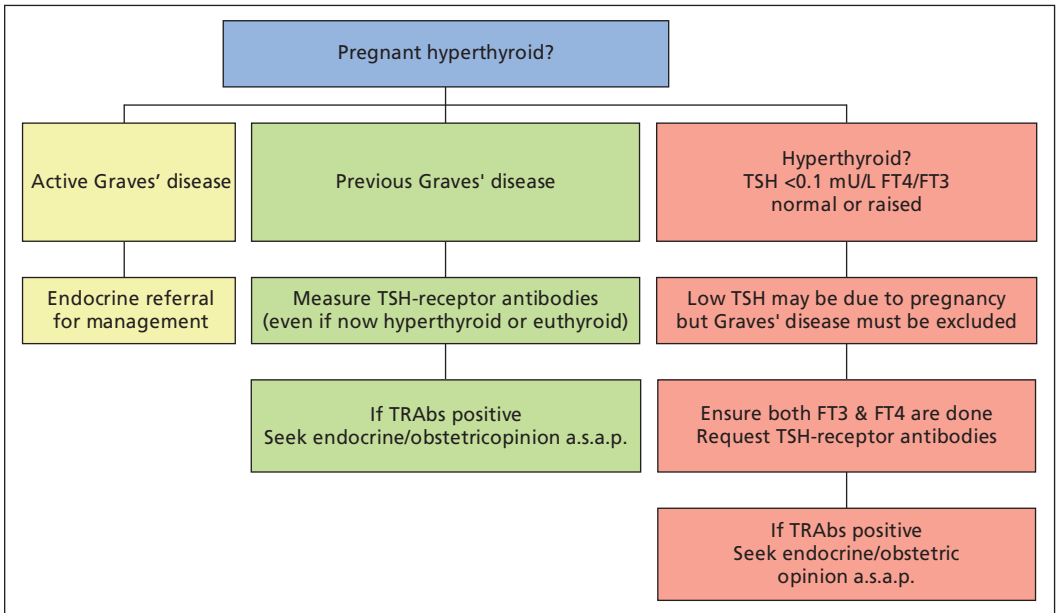 Pregnant hyperthyroid?
Active Graves’ disease
Previous Graves' disease
Hyperthyroid?
TSH <0.1 mU/L FT4/FT3
normal or raised
Endocrine referral
for management
Measure TSH-receptor antibodies
(even if now hyperthyroid or euthyroid)
Low TSH may be due to pregnancy
but Graves' disease must be excluded
If TRAbs positive
Seek endocrine/obstetricopinion a.s.a.p.
Ensure both FT3 & FT4 are done
Request TSH-receptor antibodies
If TRAbs positive
Seek endocrine/obstetric
opinion a.s.a.p.